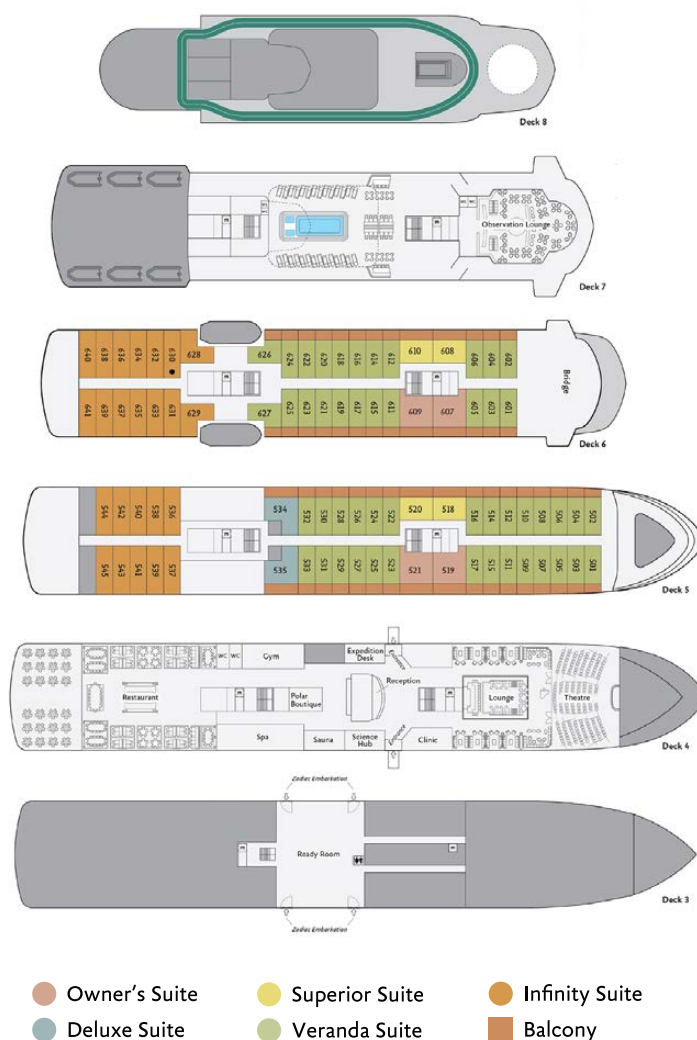 Deck 8
WC WC
Observation Lounge
Deck 7
640 638 636 634 632 630 628 626 624 622 620 618 616 614 612 610 608 606 604 602
Bridge
641 639 637 635 633 631 629 627 625 623 621 619 617 615 611 609 607 605 603 601
Deck 6
544 542 540 538 536 534 532 530 528 526 524 522 520 518 516 514 512 510 508 506 504 502
545 543 541 539 537 535 533 531 529 527 525 523 521 519 517 515 511 509 507 505 503 501
Deck 5
WC WC Gym Expedition
Desk
Entrance
Restaurant
Polar
Boutique
Reception
Lounge
Theatre
Spa
Sauna
Science
Hub
Entrance
Clinic
Deck 4
Zodiac Embarkation
Ready Room
Deck 3
Zodiac Embarkation
Owner's Suite
Superior Suite
Infinity Suite
Deluxe Suite
Veranda Suite
Balcony